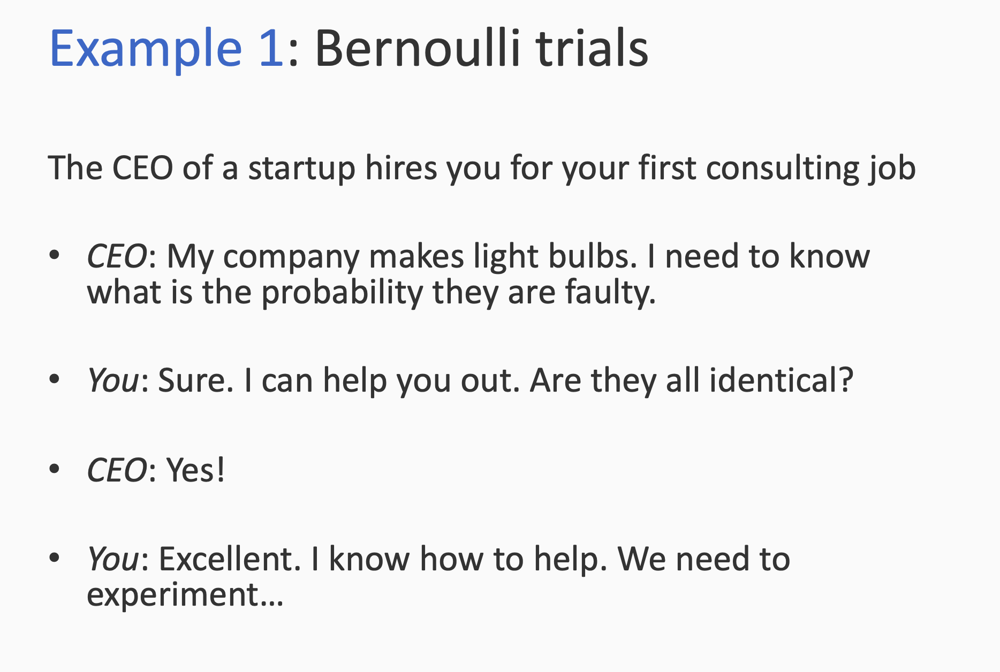 Example 1: Bernoulli trials
The CEO of a startup hires you for your first consulting job
• CEO: My company makes light bulbs. I need to know
what is the probability they are faulty.
• You: Sure. I can help you out. Are they all identical?
• CEO: Yes!
• You: Excellent. I know how to help. We need to
experiment…